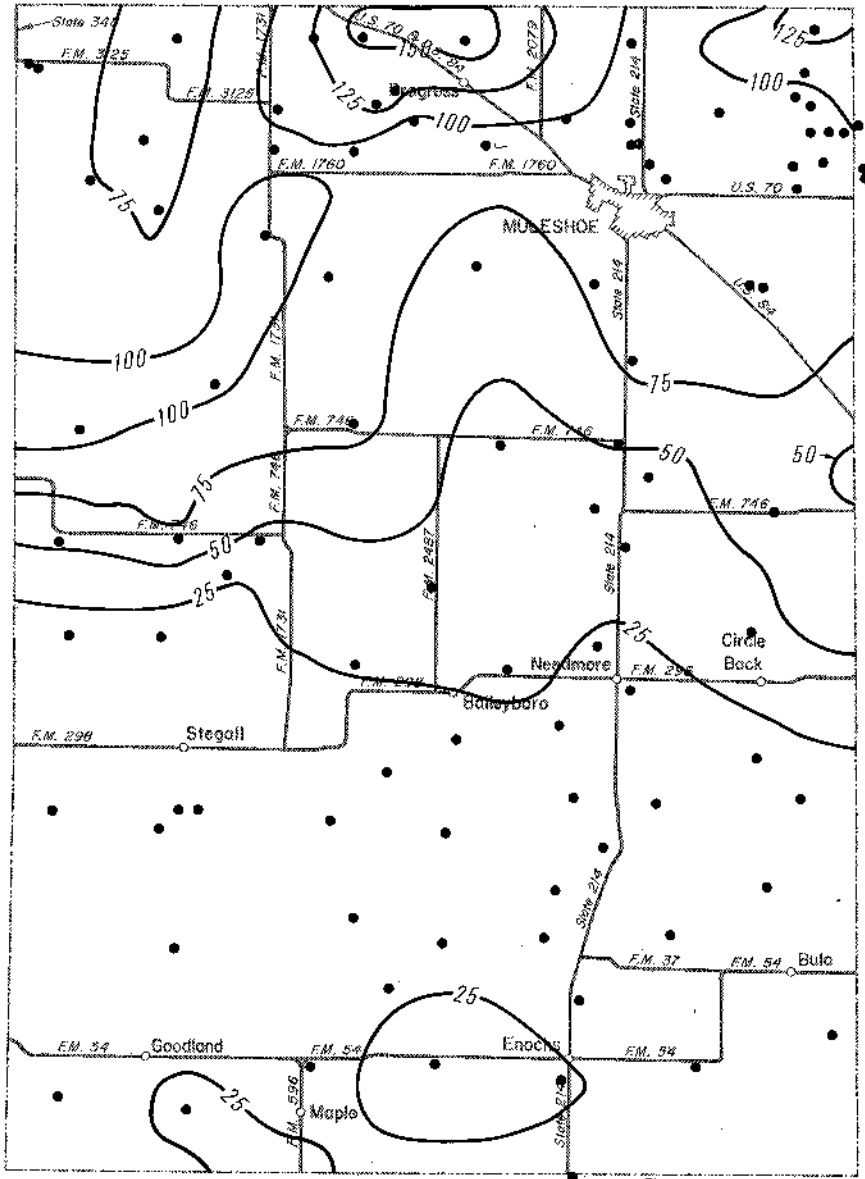 State 34
F.M. 3125
F.M. 1731
U.S. 70 &
84
150
F.M. 2079
State 214
125
F.M. 3125
125
Progress
100
100
F.M. 1760
F.M. 1760
75
U.S. 70
MULESHOE
State 214
U.S. 84
F.M. 1731
100
75
100
F.M. 746
F.M. 746
50
50
75
F.M. 746
F.M. 746
F.M. 746
50
F.M. 2487
State 214
25
F.M. 1731
25
Circle
Back
Needmore
F.M. 298
F.M. 298
Baileyboro
F.M. 298
Stegall
State 214
F.M. 37
F.M. 54
Bula
25
F.M. 54
Goodland
F.M. 54
Enochs
F.M. 54
25
F.M. 596
Maple
State 214